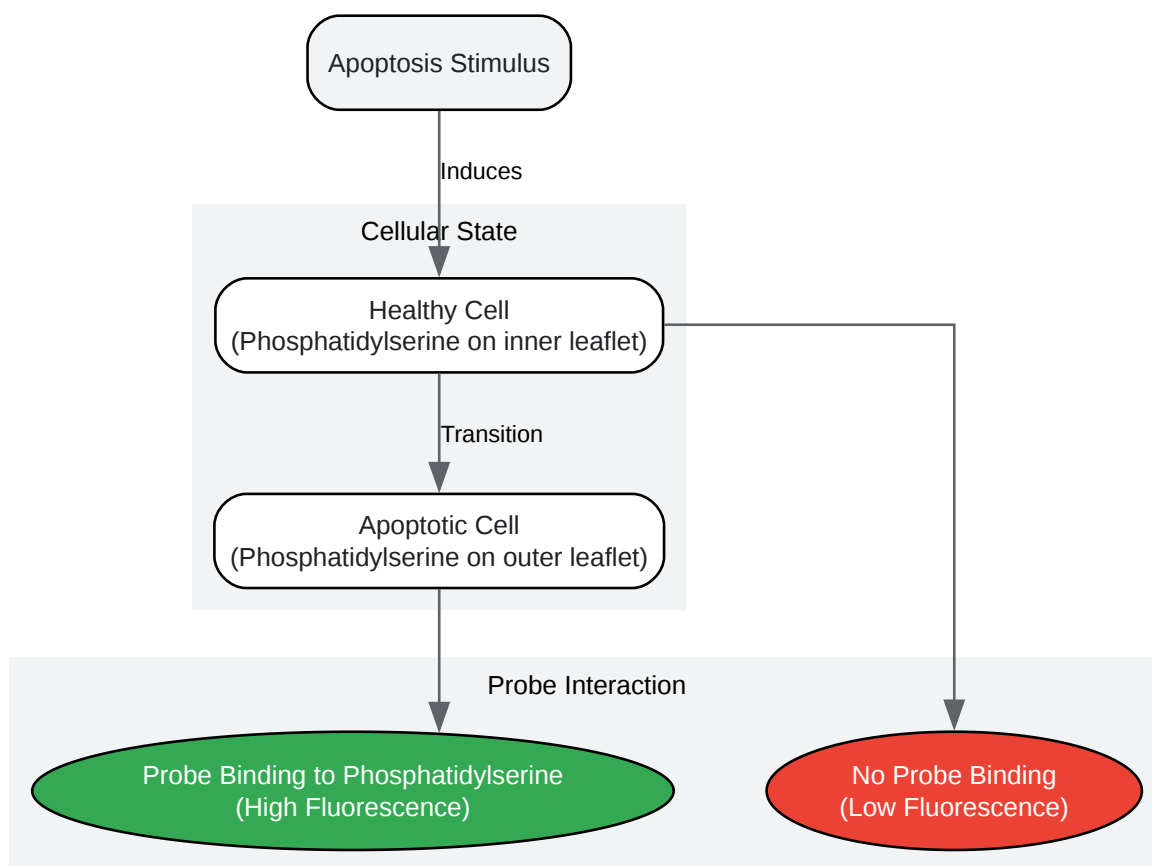 Apoptosis Stimulus
Induces
Cellular State
Healthy Cell
(Phosphatidylserine on inner leaflet)
Transition
Apoptotic Cell
(Phosphatidylserine on outer leaflet)
Probe Interaction
Probe Binding to Phosphatidylserine
(High Fluorescence)
No Probe Binding
(Low Fluorescence)